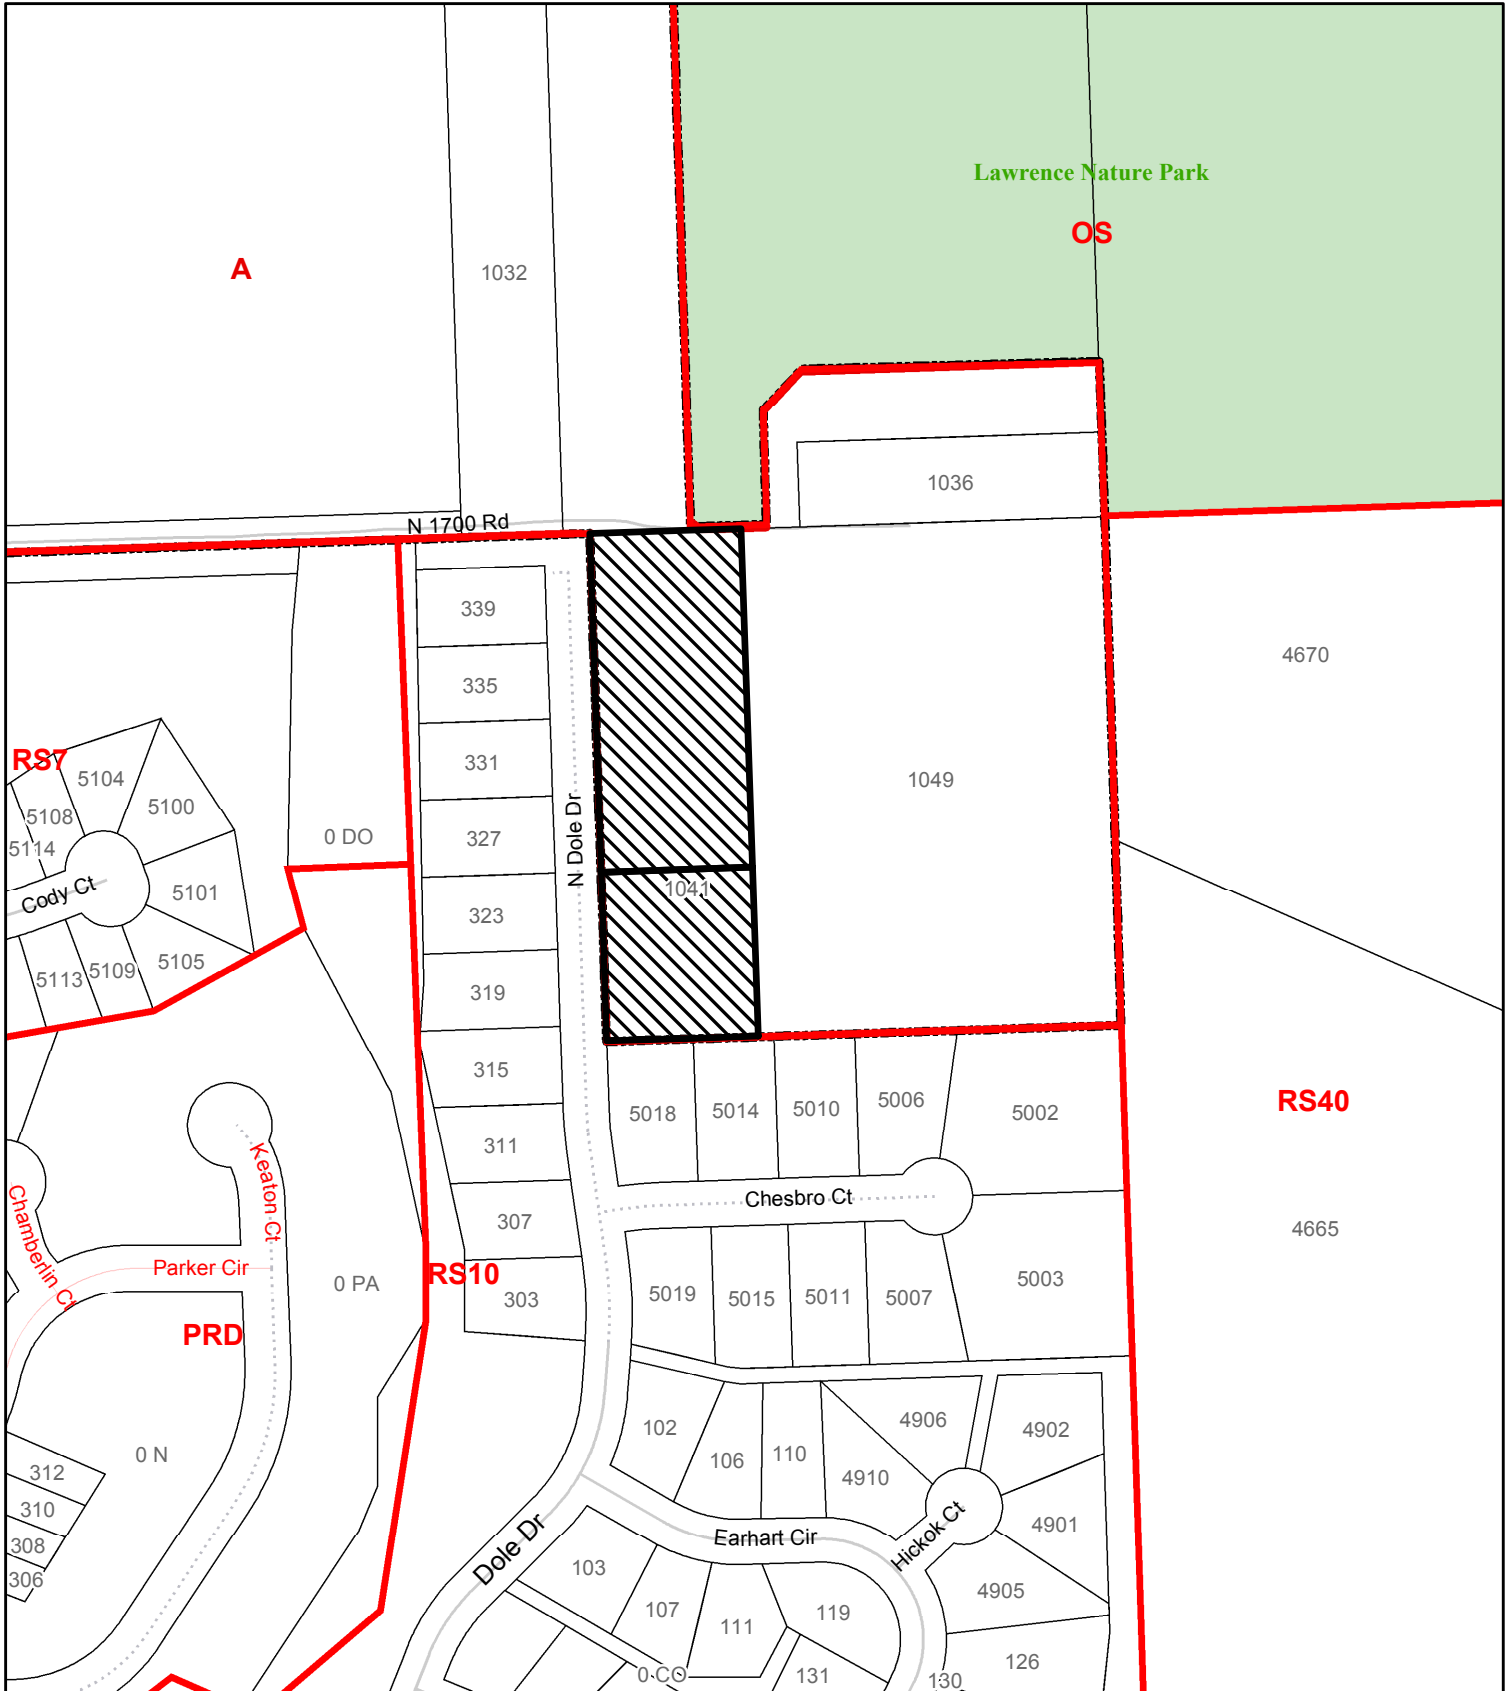 Lawrence Nature Park
OS
A
1032
1036
N 1700 Rd
339
335
4670
331
RS7
5104
1049
5100
5108
327
0 DO
N Dole Dr
5114
1041
Cody Ct
5101
323
5105
5109
5113
319
315
RS40
5018
5014
5010
5006
5002
311
Keaton Ct
Chesbro Ct
307
4665
Chamberlin Ct
Parker Cir
RS10
0 PA
5003
303
5019
5015
5011
5007
PRD
102
4906
4902
106
110
0 N
4910
312
310
Hickok Ct
4901
Earhart Cir
308
Dole Dr
306
103
4905
107
119
111
126
0 CO
131
130